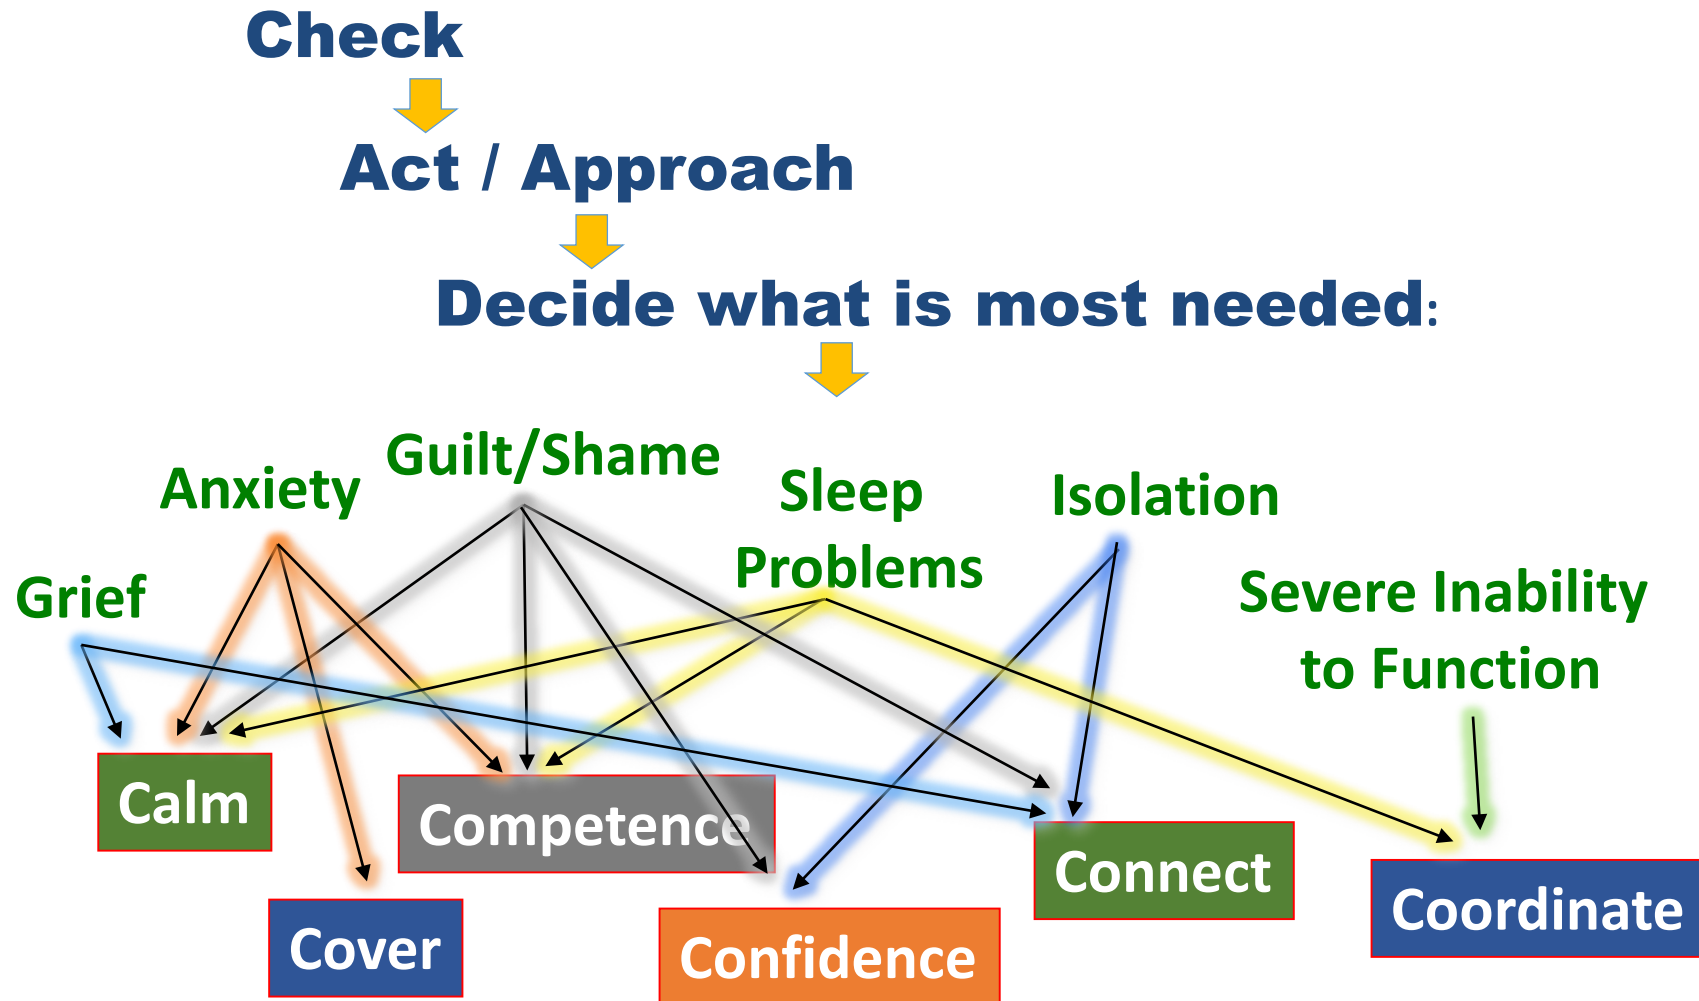 Check
Act / Approach
Decide what is most needed:
Guilt/Shame
Anxiety
Sleep
Problems
Isolation
Grief
Severe Inability
to Function
Calm
Competence
Connect
Coordinate
Cover
Confidence